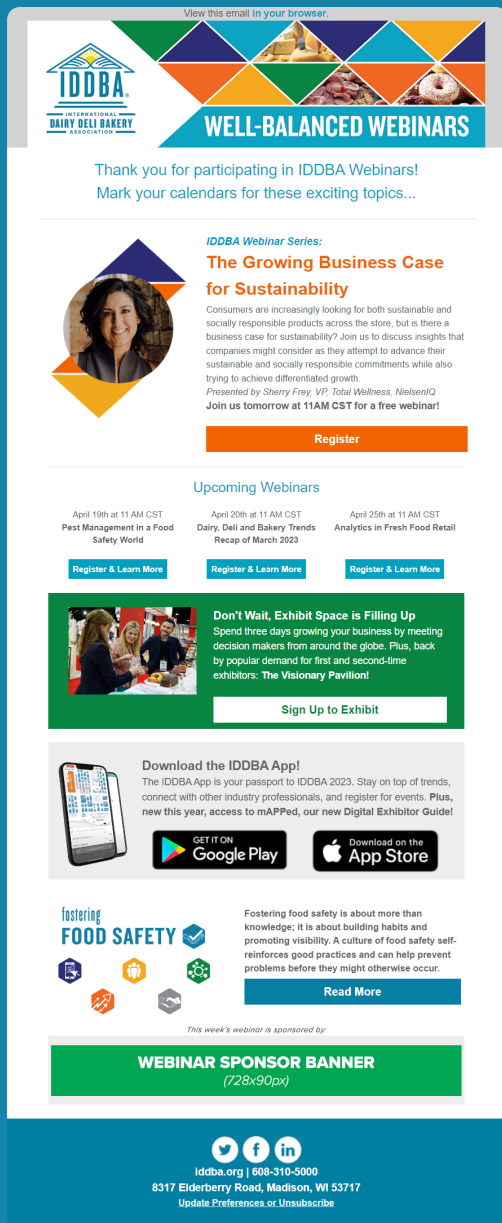 View this email in your browser.
IDDBA
INTERNATIONAL
DAIRY DELI BAKERY
ASSOCIATION
WELL-BALANCED WEBINARS
Thank you for participating in IDDBA Webinars!
Mark your calendars for these exciting topics...
IDDBA Webinar Series:
The Growing Business Case
for Sustainability
Consumers are increasingly looking for both sustainable and
socially responsible products across the store, but is there a
business case for sustainability? Join us to discuss insights that
companies might consider as they attempt to advance their
sustainable and socially responsible commitments while also
trying to achieve differentiated growth.
Presented by Sherry Frey, VP, Total Wellness, NielsenIQ
Join us tomorrow at 11AM CST for a free webinar!
Register
Upcoming Webinars
April 19th at 11 AM CST
Pest Management in a Food
Safety World
Register & Learn More
April 20th at 11 AM CST
Dairy, Deli and Bakery Trends
Recap of March 2023
Register & Learn More
April 25th at 11 AM CST
Analytics in Fresh Food Retail
Register & Learn More
Don't Wait, Exhibit Space is Filling Up
Spend three days growing your business by meeting
decision makers from around the globe. Plus, back
by popular demand for first and second-time
exhibitors: The Visionary Pavilion!
Sign Up to Exhibit
Download the IDDBA App!
The IDDBA App is your passport to IDDBA 2023. Stay on top of trends,
connect with other industry professionals, and register for events. Plus,
new this year, access to mAPPed, our new Digital Exhibitor Guide!
GET IT ON
Google Play
Download on the
App Store
fostering
FOOD SAFETY
Fostering food safety is about more than
knowledge; it is about building habits and
promoting visibility. A culture of food safety self-
reinforces good practices and can help prevent
problems before they might otherwise occur.
Read More
This week's webinar is sponsored by:
WEBINAR SPONSOR BANNER
(728x90px)
iddba.org | 608-310-5000
8317 Elderberry Road, Madison, WI 53717
Update Preferences or Unsubscribe